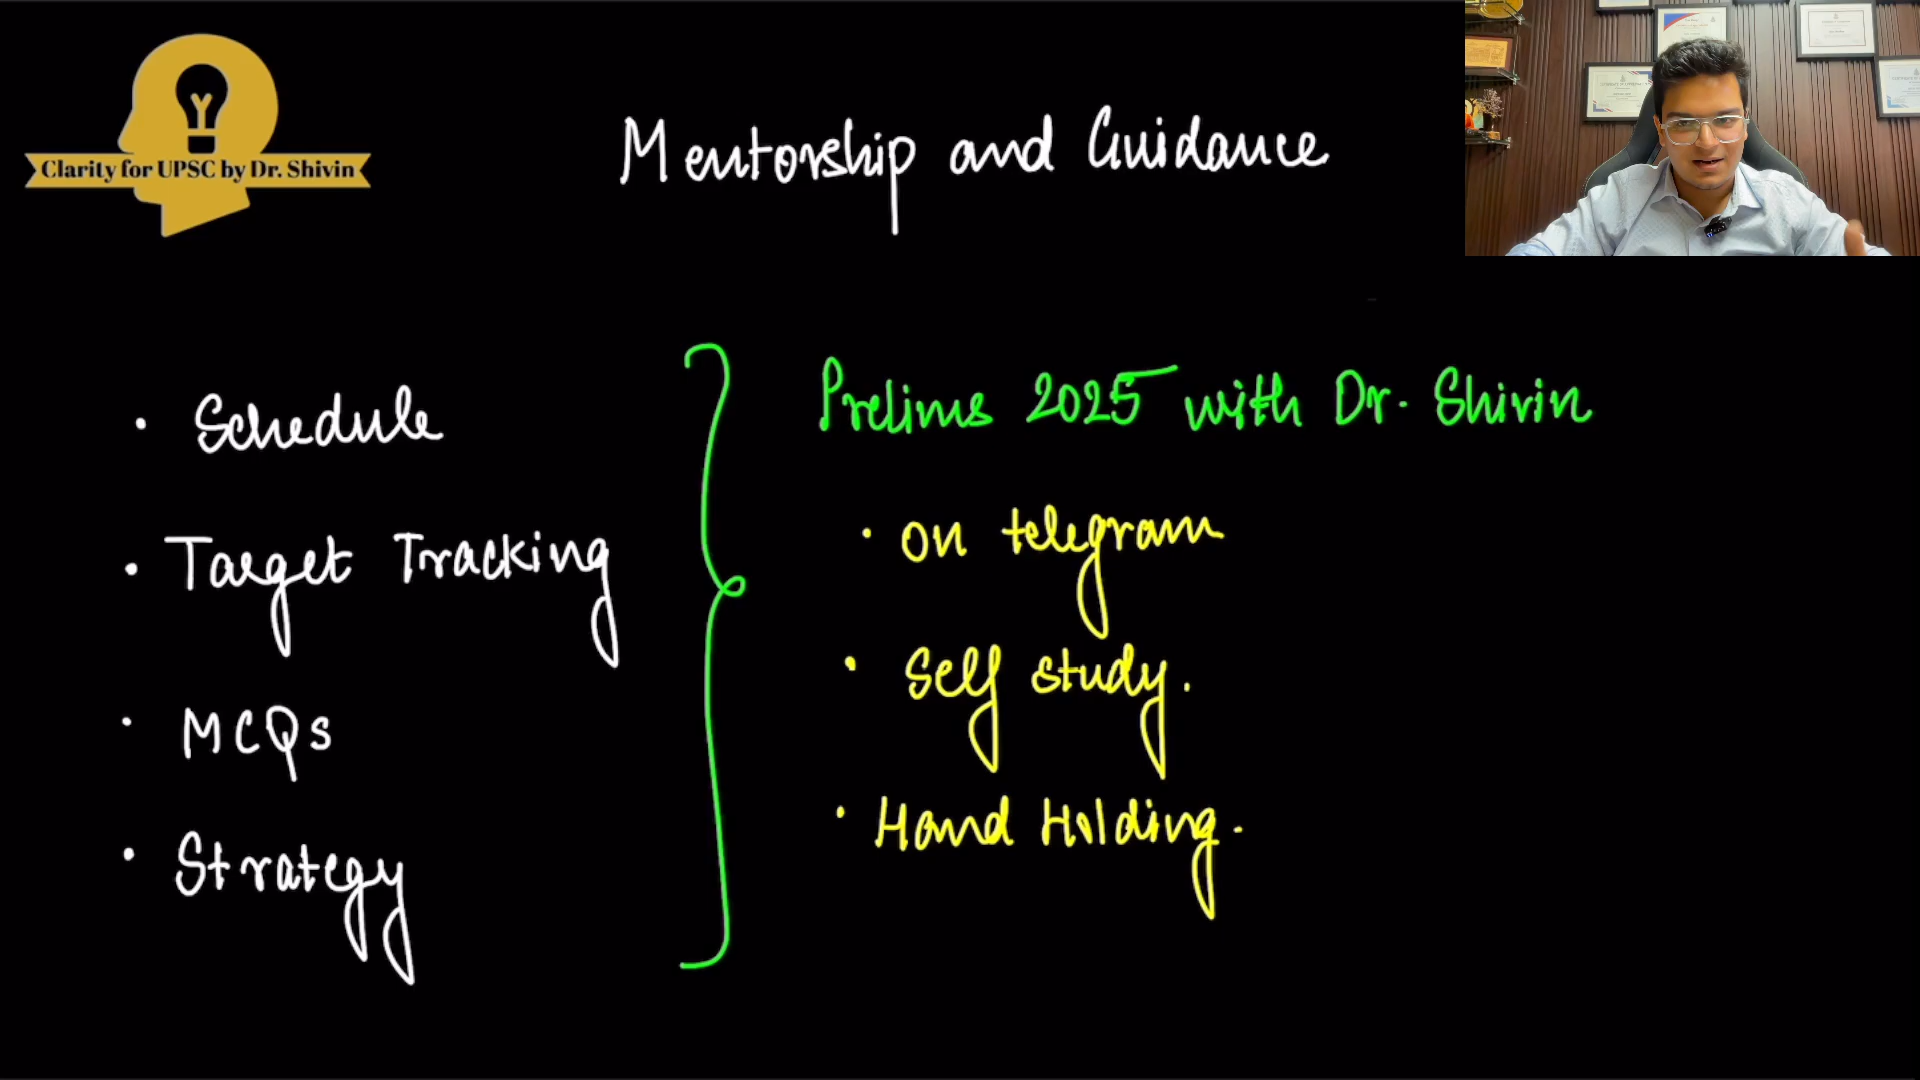 Clarity for UPSC by Dr. Shivin
Mentorship and Guidance
• Schedule
• Target Tracking
• MCQs
• Strategy
Prelims 2025 with Dr. Shivin
• on telegram
• Self study.
• Hand Holding.